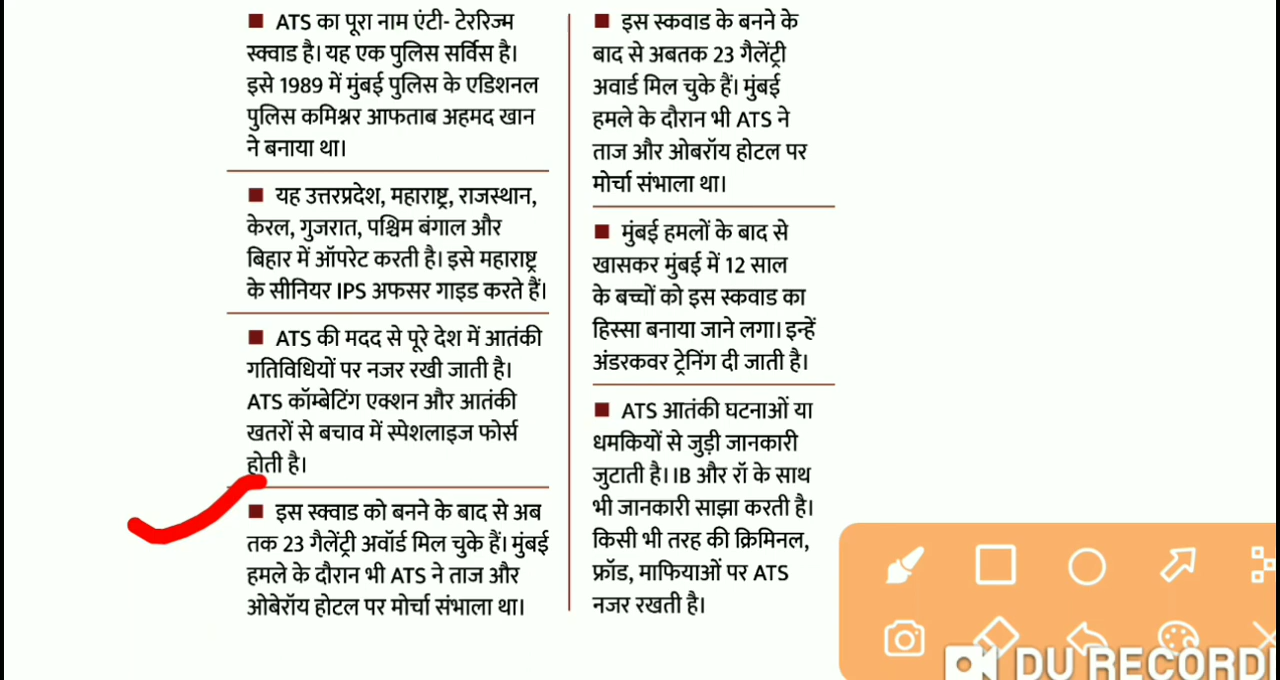 ■ ATS का पूरा नाम एंटी- टेररिज्म
स्क्वाड है। यह एक पुलिस सर्विस है।
इसे 1989 में मुंबई पुलिस के एडिशनल
पुलिस कमिश्नर आफताब अहमद खान
ने बनाया था।
■ यह उत्तरप्रदेश, महाराष्ट्र, राजस्थान,
केरल, गुजरात, पश्चिम बंगाल और
बिहार में ऑपरेट करती है। इसे महाराष्ट्र
के सीनियर IPS अफसर गाइड करते हैं।
■ ATS की मदद से पूरे देश में आतंकी
गतिविधियों पर नजर रखी जाती है।
ATS कॉम्बेटिंग एक्शन और आतंकी
खतरों से बचाव में स्पेशलाइज फोर्स
होती है।
■ इस स्क्वाड को बनने के बाद से अब
तक 23 गैलेंट्री अवॉर्ड मिल चुके हैं। मुंबई
हमले के दौरान भी ATS ने ताज और
ओबेरॉय होटल पर मोर्चा संभाला था।
■ इस स्कवाड के बनने के
बाद से अबतक 23 गैलेंट्री
अवार्ड मिल चुके हैं। मुंबई
हमले के दौरान भी ATS ने
ताज और ओबरॉय होटल पर
मोर्चा संभाला था।
■ मुंबई हमलों के बाद से
खासकर मुंबई में 12 साल
के बच्चों को इस स्कवाड का
हिस्सा बनाया जाने लगा। इन्हें
अंडरकवर ट्रेनिंग दी जाती है।
■ ATS आतंकी घटनाओं या
धमकियों से जुड़ी जानकारी
जुटाती है। IB और रॉ के साथ
भी जानकारी साझा करती है।
किसी भी तरह की क्रिमिनल,
फ्रॉड, माफियाओं पर ATS
नजर रखती है।
DU RECORD